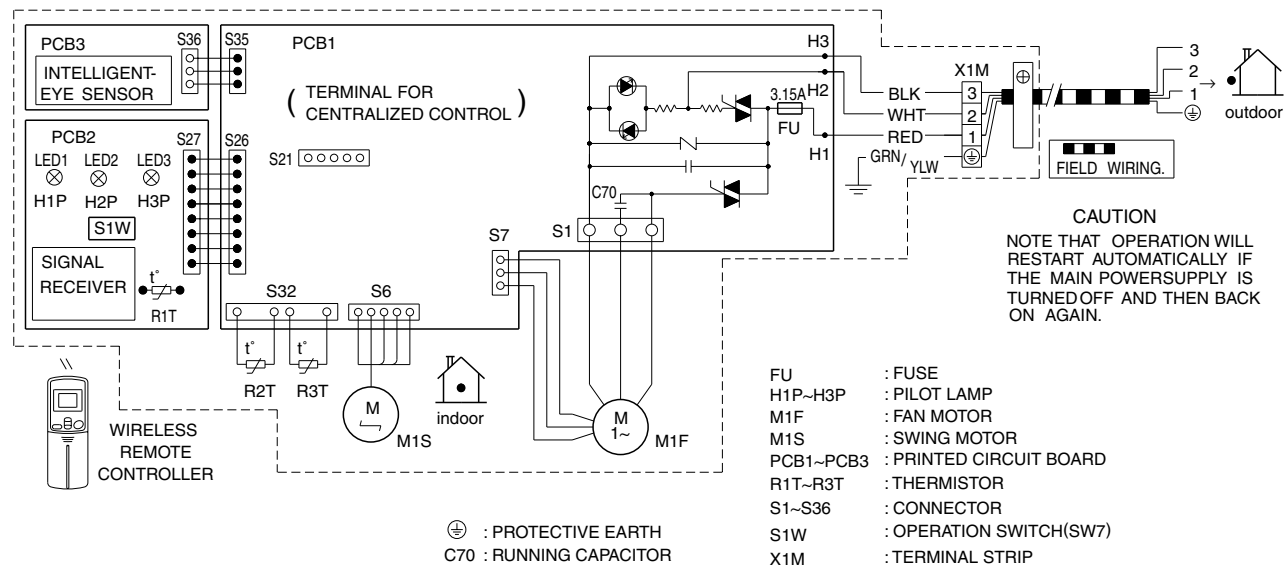 PCB3
S36
S35
PCB1
H3
INTELLIGENT-
EYE SENSOR
( TERMINAL FOR
CENTRALIZED CONTROL )
X1M
3
2
1
outdoor
BLK
3
H2
3.15A
WHT
2
FU
RED
1
H1
GRN/YLW
FIELD WIRING.
PCB2
S27
S26
LED1 LED2 LED3
H1P H2P H3P
S1W
S21
C70
SIGNAL
RECEIVER
t°
R1T
S1
S7
CAUTION
NOTE THAT OPERATION WILL
RESTART AUTOMATICALLY IF
THE MAIN POWERSUPPLY IS
TURNED OFF AND THEN BACK
ON AGAIN.
S32
S6
t°
t°
R2T
R3T
M
M1S
indoor
M
1~
M1F
WIRELESS
REMOTE
CONTROLLER
FU : FUSE
H1P~H3P : PILOT LAMP
M1F : FAN MOTOR
M1S : SWING MOTOR
PCB1~PCB3 : PRINTED CIRCUIT BOARD
R1T~R3T : THERMISTOR
S1~S36 : CONNECTOR
S1W : OPERATION SWITCH(SW7)
X1M : TERMINAL STRIP
: PROTECTIVE EARTH
C70 : RUNNING CAPACITOR